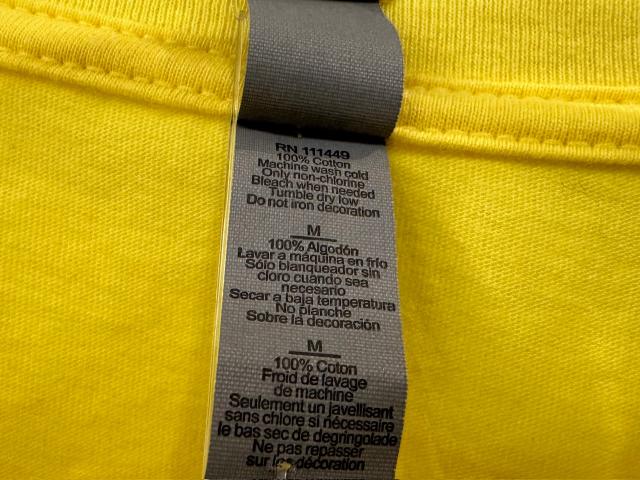 RN 111449
100% Cotton
Machine wash cold
Only non-chlorine
Bleach when needed
Tumble dry low
Do not iron decoration
M
100% Algodón
Lavar a máquina en frio
Sólo blanqueador sin
cloro cuándo sea
necesario
Secar a baja temperatura
No planche
Sobre la decoración
M
100% Coton
Froid de lavage
de machine
Seulement un javellisant
sans chlore si nécessaire
le bas sec de degringolade
Ne pas repasser
sur les décoration